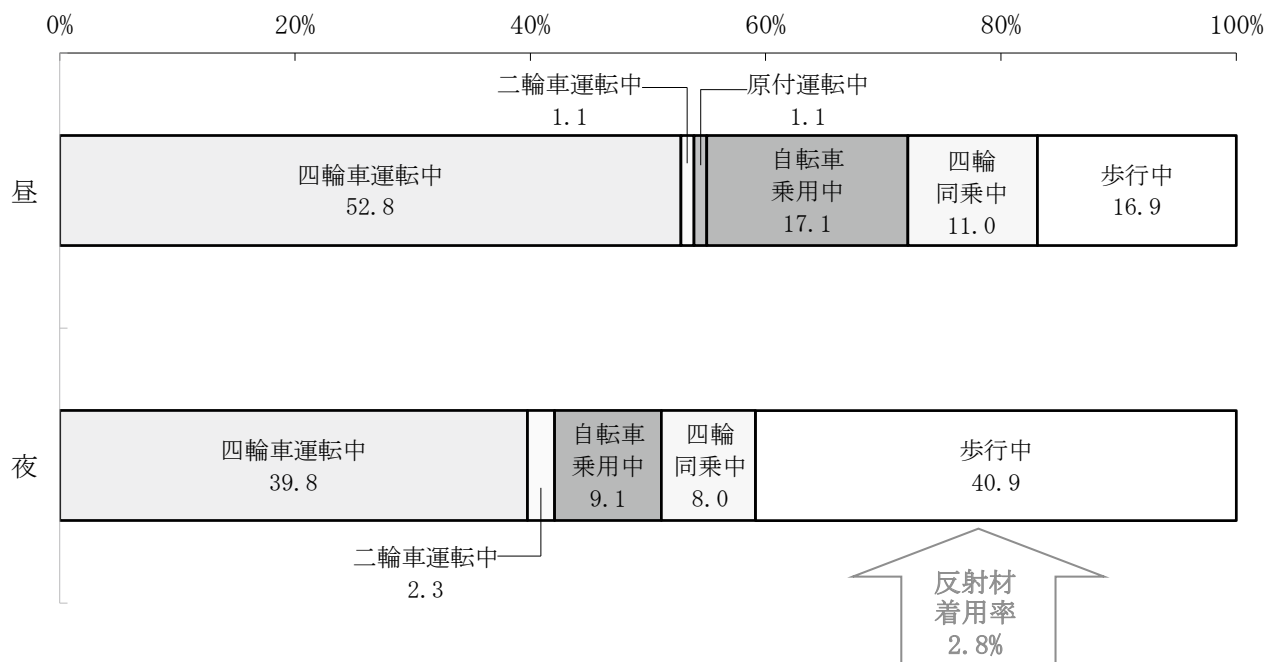 0%
20%
40%
60%
80%
100%
二輪車運転中
1.1
原付運転中
1.1
昼
四輪車運転中
52.8
自転車
乗用中
17.1
四輪
同乗中
11.0
歩行中
16.9
夜
四輪車運転中
39.8
自転車
乗用中
9.1
四輪
同乗中
8.0
歩行中
40.9
二輪車運転中
2.3
反射材
着用率
2.8%